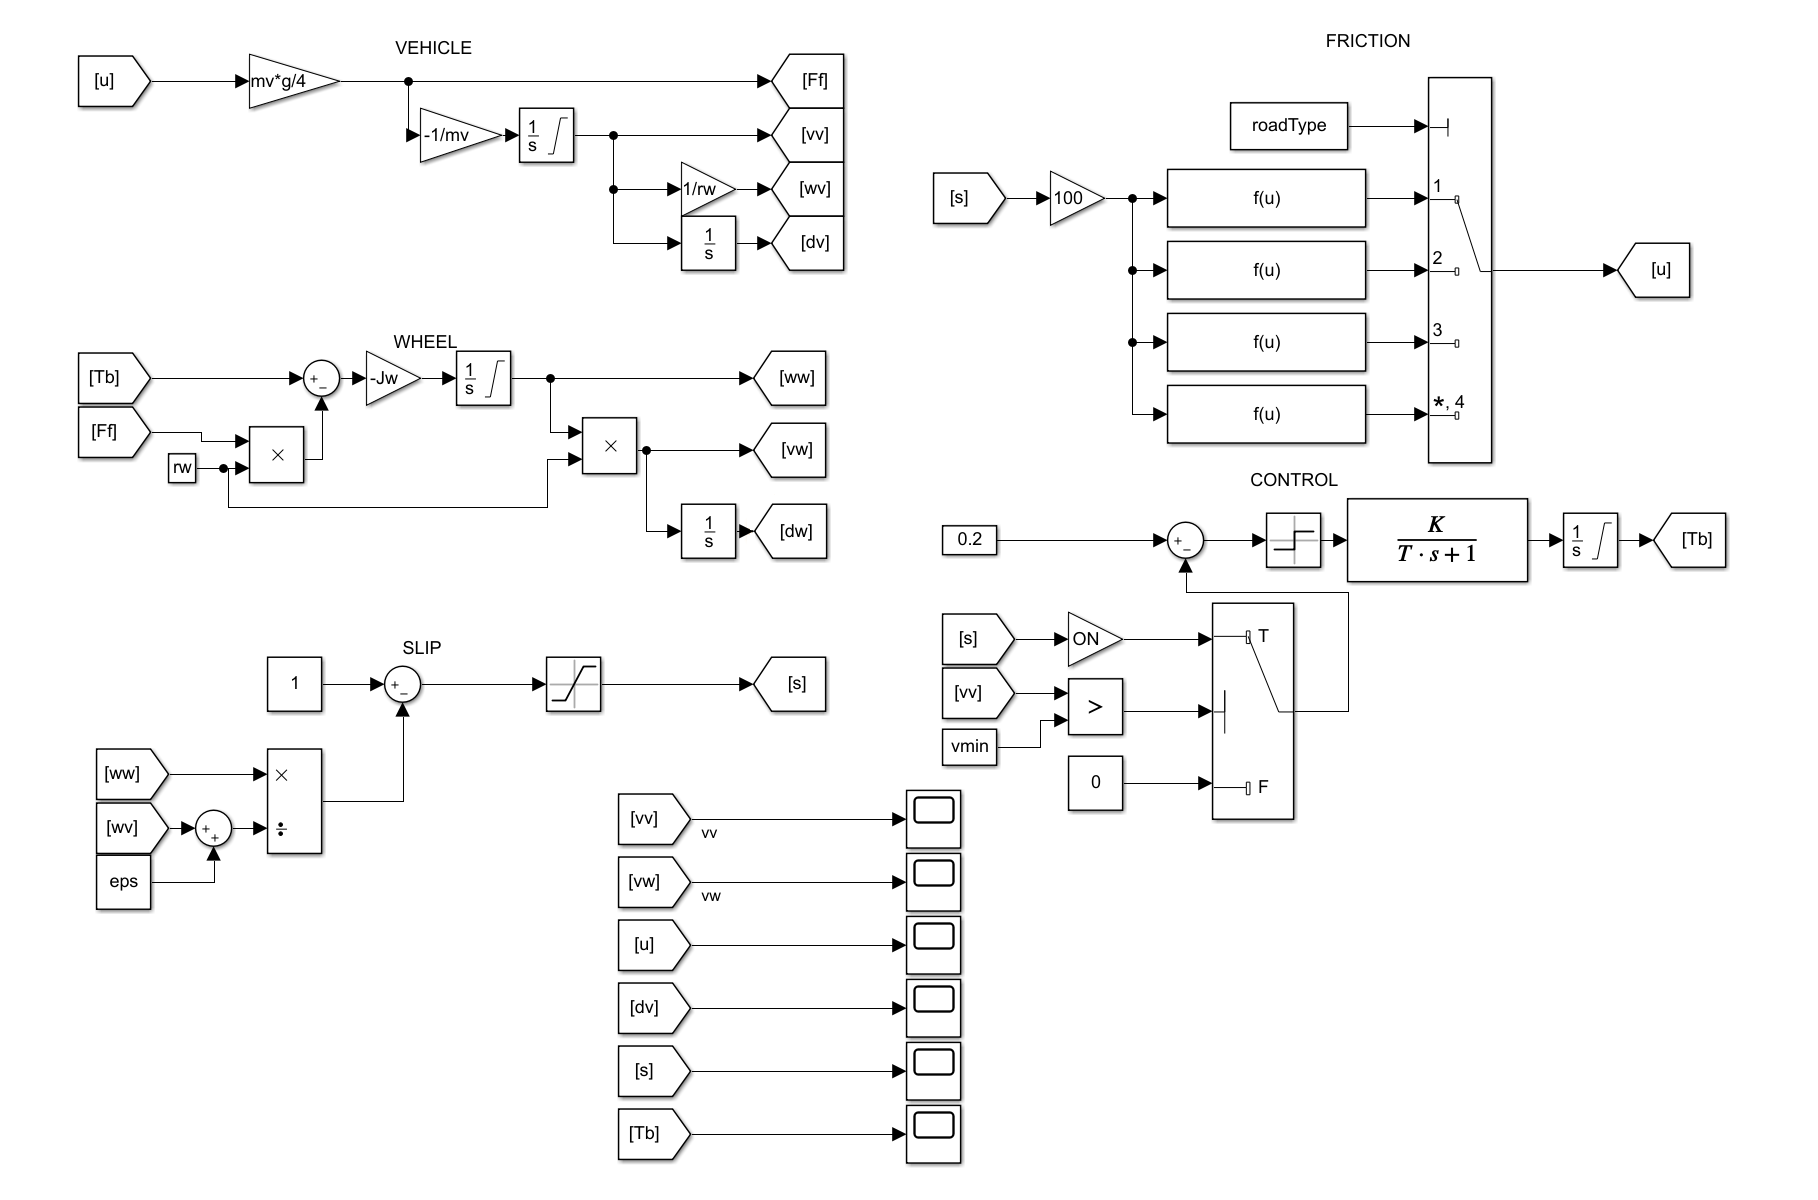 VEHICLE
[u]
mv*g/4
[Ff]
-1/mv
1
s
[vv]
1/rw
[wv]
1
s
[dv]
WHEEL
[Tb]
+
−
-Jw
1
s
[ww]
[Ff]
rw
×
×
[vw]
1
s
[dw]
SLIP
1
+
−
[s]
[ww]
×
[wv]
+
+
÷
eps
[vv]
vv
[vw]
vw
[u]
[dv]
[s]
[Tb]
FRICTION
roadType
[s]
100
f(u)
1
f(u)
2
[u]
f(u)
3
f(u)
*, 4
CONTROL
0.2
+
−
K
T · s + 1
1
s
[Tb]
[s]
ON
T
[vv]
>
vmin
0
F